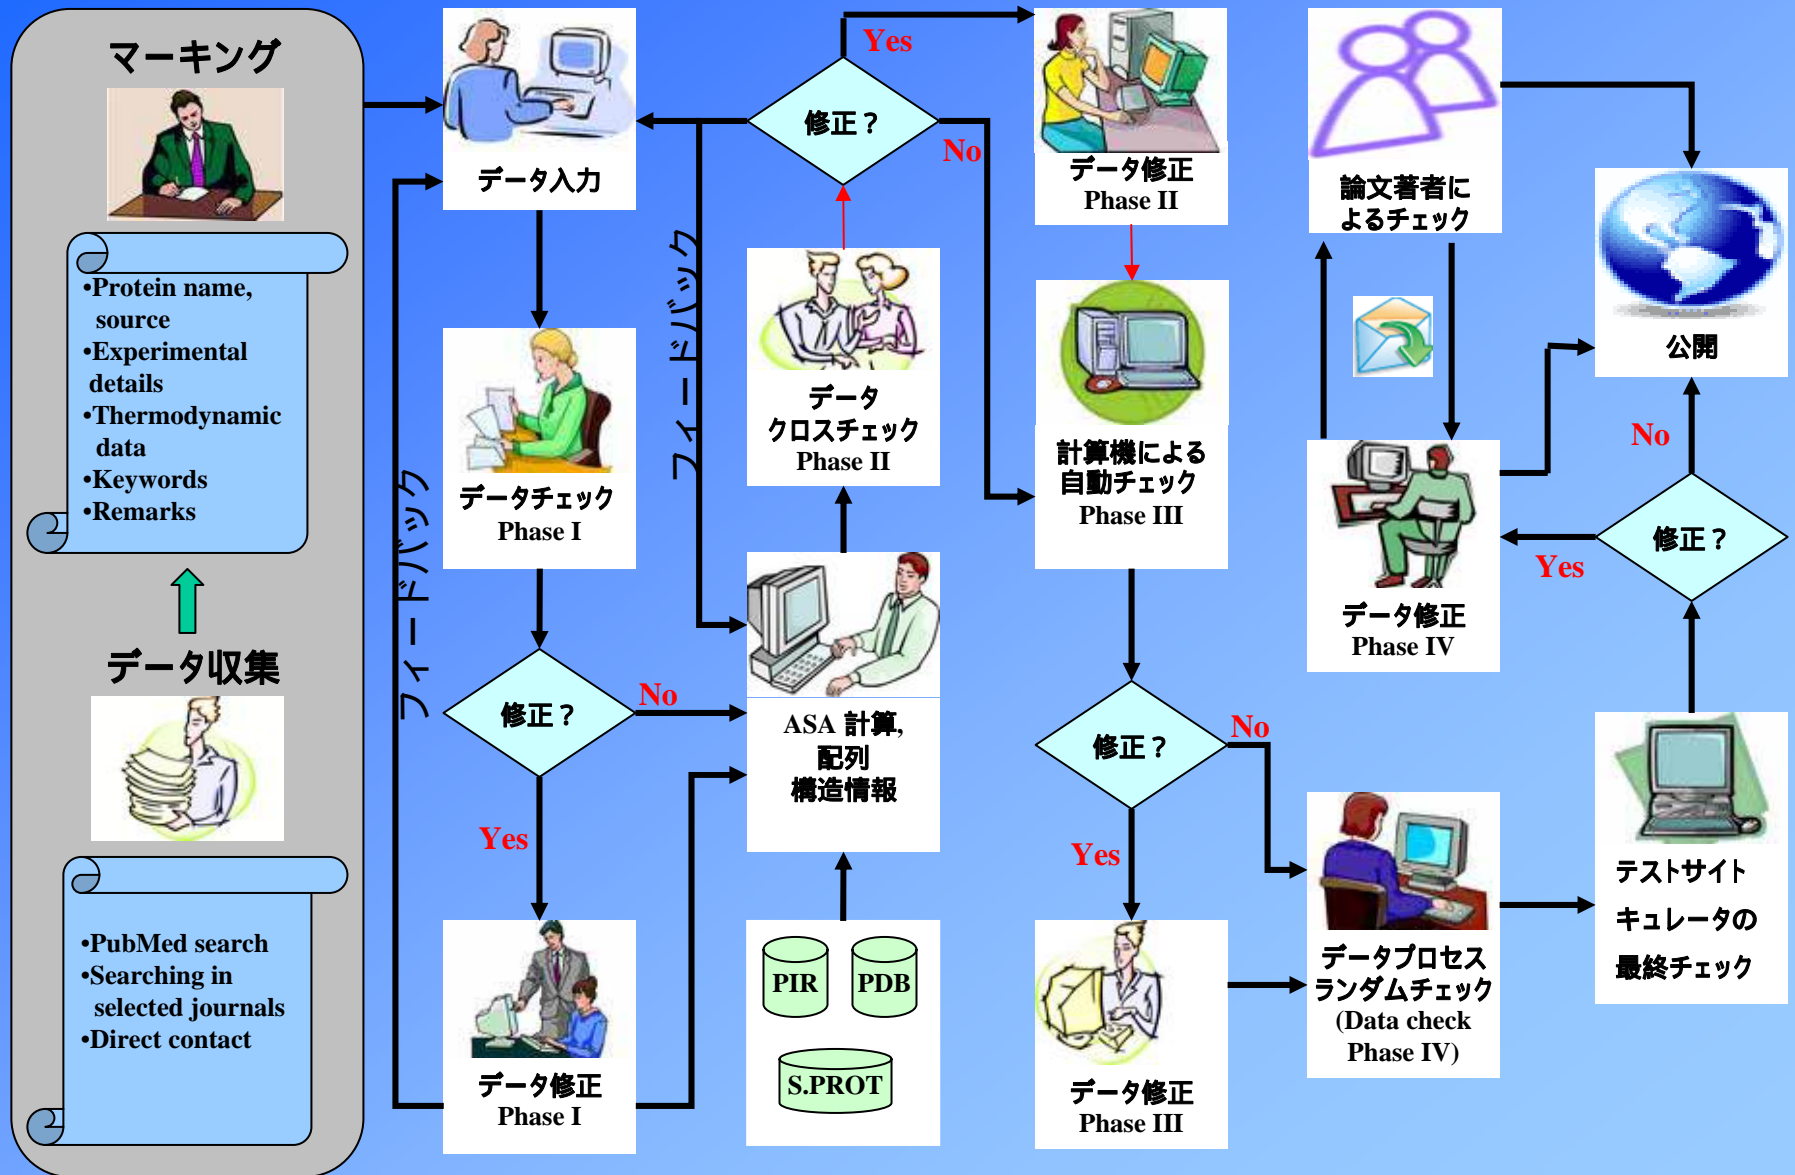 マーキング
•Protein name,
source
•Experimental
details
•Thermodynamic
data
•Keywords
•Remarks
データ収集
•PubMed search
•Searching in
selected journals
•Direct contact
データ入力
フィードバック
データチェック
Phase I
修正？
No
Yes
データ修正
Phase I
フィードバック
修正？
Yes
No
データ
クロスチェック
Phase II
ASA 計算,
配列
構造情報
PIR
PDB
S.PROT
データ修正
Phase II
計算機による
自動チェック
Phase III
修正？
No
Yes
データ修正
Phase III
論文著者に
よるチェック
公開
データ修正
Phase IV
No
修正？
Yes
データプロセス
ランダムチェック
(Data check
Phase IV)
テストサイト
キュレータの
最終チェック